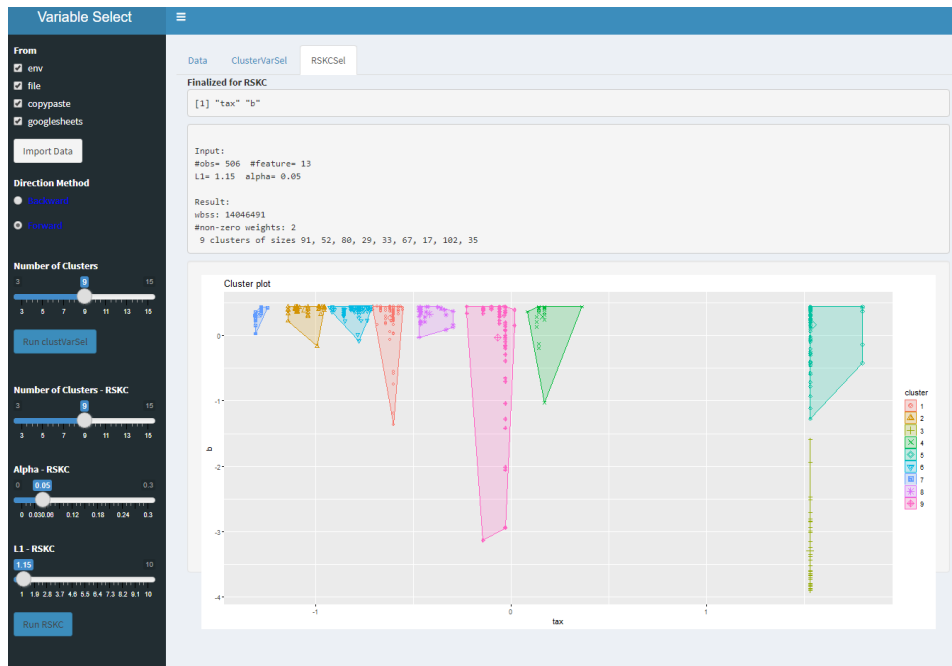 Variable Select
From
env
file
copypaste
googlesheets
Import Data
Direction Method
Backward
Forward
Number of Clusters
3 9 15
3 5 7 9 11 13 15
Run clustVarSel
Number of Clusters - RSKC
3 9 15
3 5 7 9 11 13 15
Alpha - RSKC
0 0.05 0.3
0 0.030.06 0.12 0.18 0.24 0.3
L1 - RSKC
1.15 10
1 1.9 2.8 3.7 4.6 5.5 6.4 7.3 8.2 9.1 10
Run RSKC
Data ClusterVarSel RSKCSel
Finalized for RSKC
[1] "tax" "b"
Input:
#obs= 506 #feature= 13
L1= 1.15 alpha= 0.05
Result:
wbss: 14046491
#non-zero weights: 2
9 clusters of sizes 91, 52, 80, 29, 33, 67, 17, 102, 35
Cluster plot
0
-1
-2
-3
-4
b
-1 0 1
tax
cluster
1
2
3
4
5
6
7
8
9